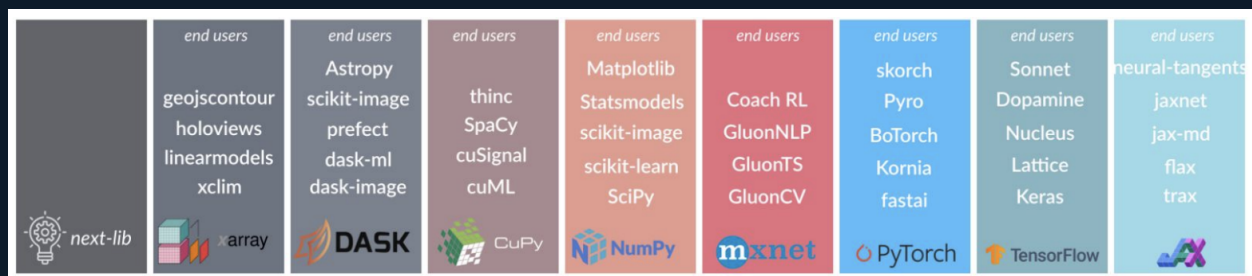 next-lib
end users
geojscontour
holoviews
linearmodels
xclim
xarray
end users
Astropy
scikit-image
prefect
dask-ml
dask-image
DASK
end users
thinc
SpaCy
cuSignal
cuML
CuPy
end users
Matplotlib
Statsmodels
scikit-image
scikit-learn
SciPy
NumPy
end users
Coach RL
GluonNLP
GluonTS
GluonCV
mxnet
end users
skorch
Pyro
BoTorch
Kornia
fastai
PyTorch
end users
Sonnet
Dopamine
Nucleus
Lattice
Keras
TensorFlow
end users
neural-tangents
jaxnet
jax-md
flax
trax
JAX